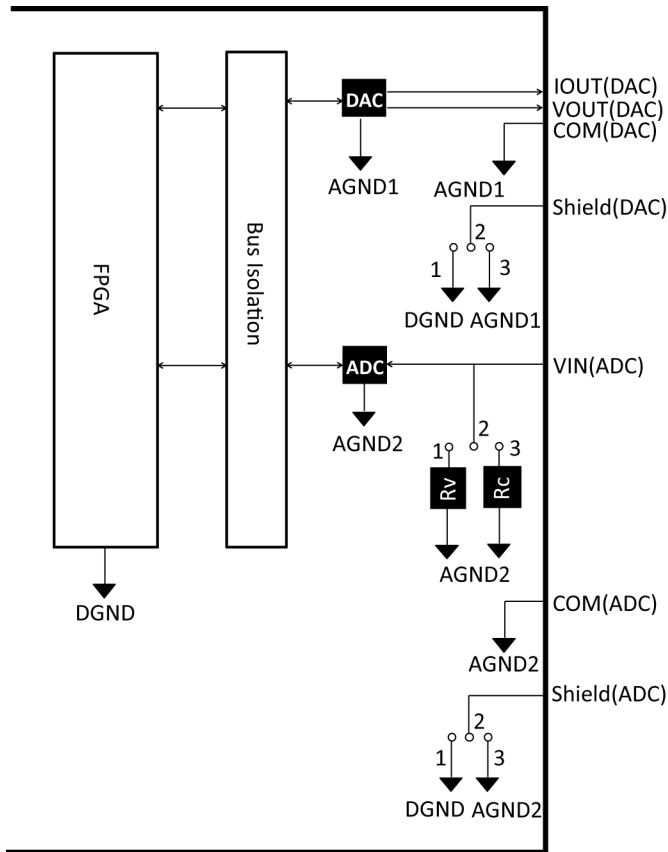 DAC
IOUT(DAC)
VOUT(DAC)
COM(DAC)
AGND1
AGND1
Shield(DAC)
2
1
3
DGND
AGND1
FPGA
Bus Isolation
ADC
VIN(ADC)
AGND2
2
1
3
Rv
Rc
AGND2
DGND
COM(ADC)
AGND2
Shield(ADC)
2
1
3
DGND
AGND2